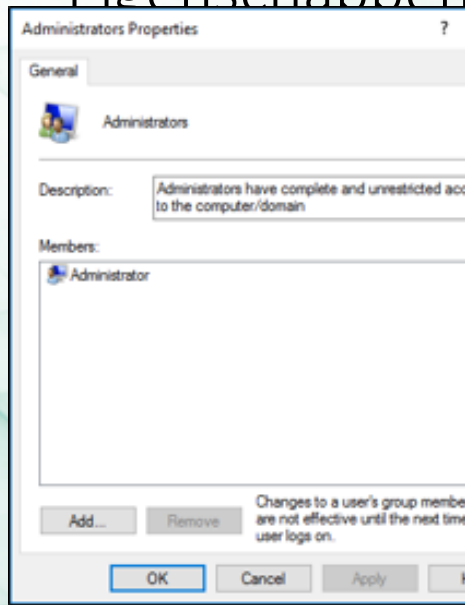 Eigenschappen
Administrators Properties ?
General
Administrators
Description: Administrators have complete and unrestricted acc
to the computer/domain
Members:
Administrator
Add... Remove
Changes to a user's group membe
are not effective until the next time
user logs on.
OK Cancel Apply H